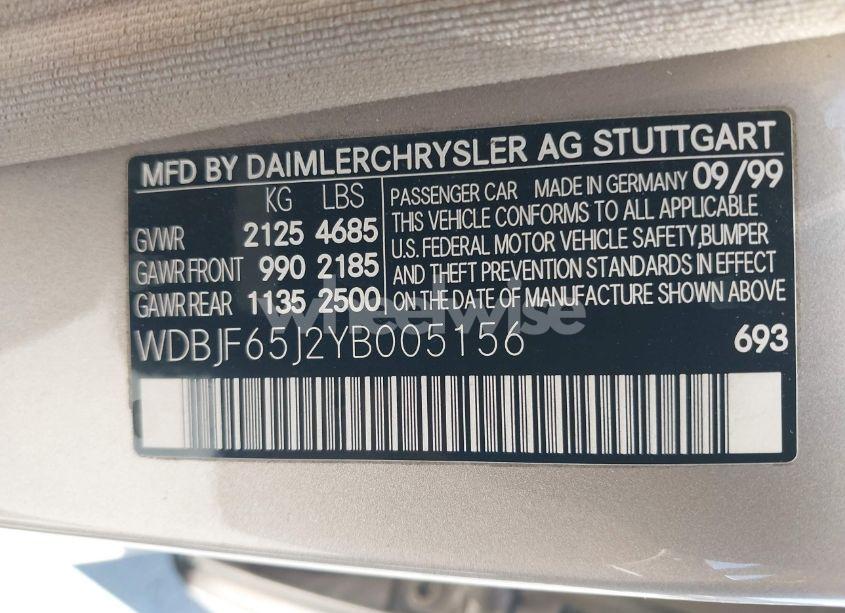 MFD BY DAIMLERCHRYSLER AG STUTTGART
KG LBS
GVWR 2125 4685
GAWR FRONT 990 2185
GAWR REAR 1135 2500
PASSENGER CAR MADE IN GERMANY 09/99
THIS VEHICLE CONFORMS TO ALL APPLICABLE
U.S. FEDERAL MOTOR VEHICLE SAFETY,BUMPER
AND THEFT PREVENTION STANDARDS IN EFFECT
ON THE DATE OF MANUFACTURE SHOWN ABOVE
wheelwise
WDBJF65J2YB005156 693